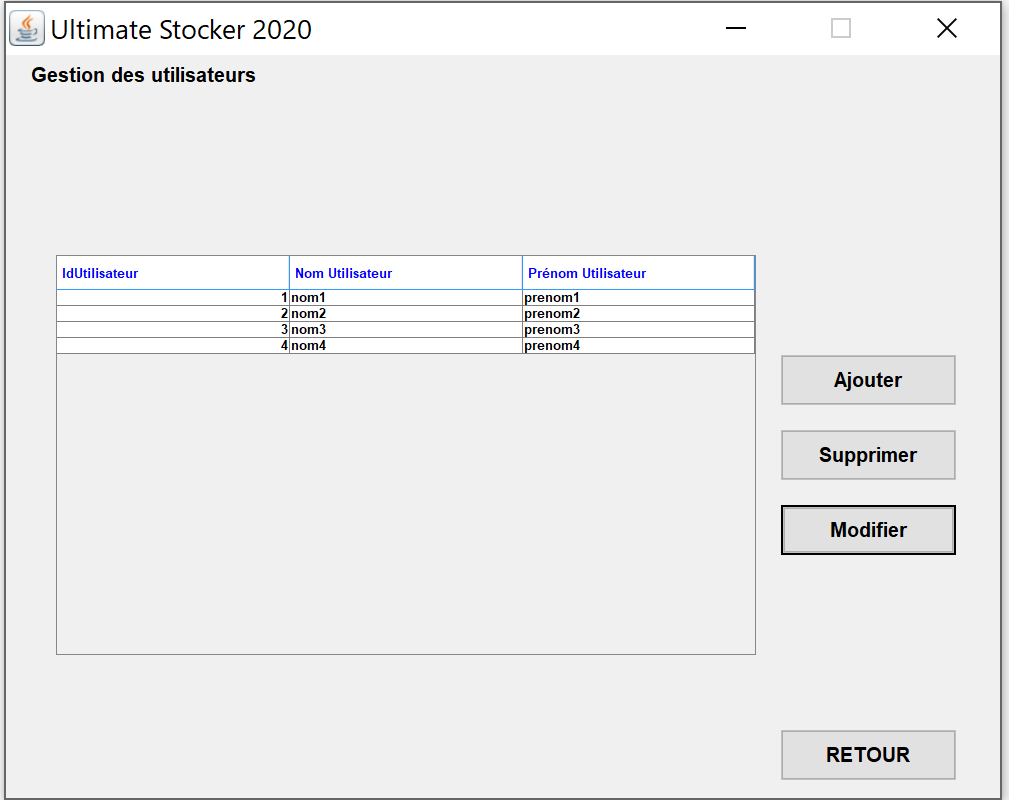 Ultimate Stocker 2020
Gestion des utilisateurs
IdUtilisateur Nom Utilisateur Prénom Utilisateur
1 nom1 prenom1
2 nom2 prenom2
3 nom3 prenom3
4 nom4 prenom4
Ajouter
Supprimer
Modifier
RETOUR